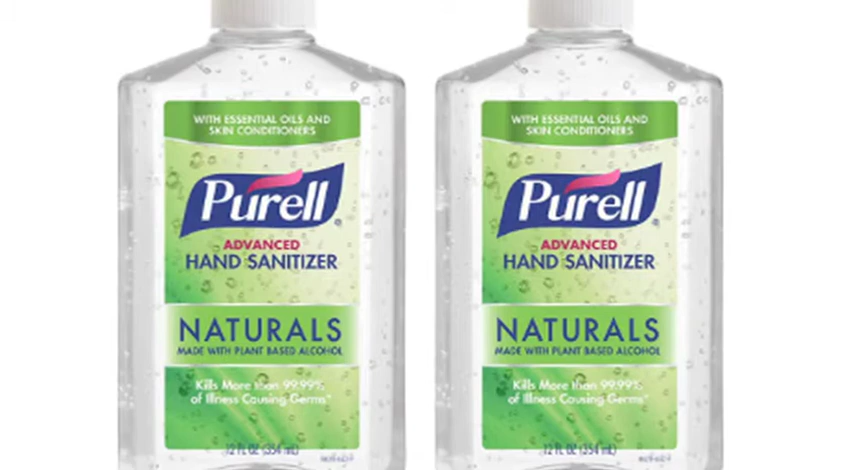 WITH ESSENTIAL OILS AND
SKIN CONDITIONERS
Purell
ADVANCED
HAND SANITIZER
NATURALS
MADE WITH PLANT BASED ALCOHOL
Kills More than 99.99%
of Illness Causing Germs*
12 FL OZ (354 mL)
WITH ESSENTIAL OILS AND
SKIN CONDITIONERS
Purell
ADVANCED
HAND SANITIZER
NATURALS
MADE WITH PLANT BASED ALCOHOL
Kills More than 99.99%
of Illness Causing Germs*
12 FL OZ (354 mL)